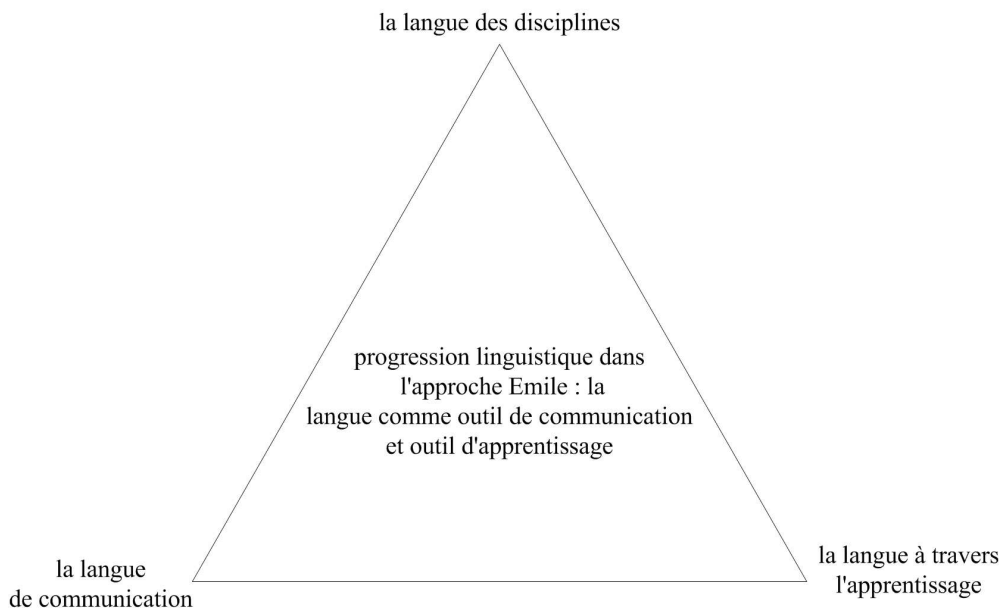 la langue des disciplines
progression linguistique dans
l'approche Emile : la
langue comme outil de communication
et outil d'apprentissage
la langue
de communication
la langue à travers
l'apprentissage